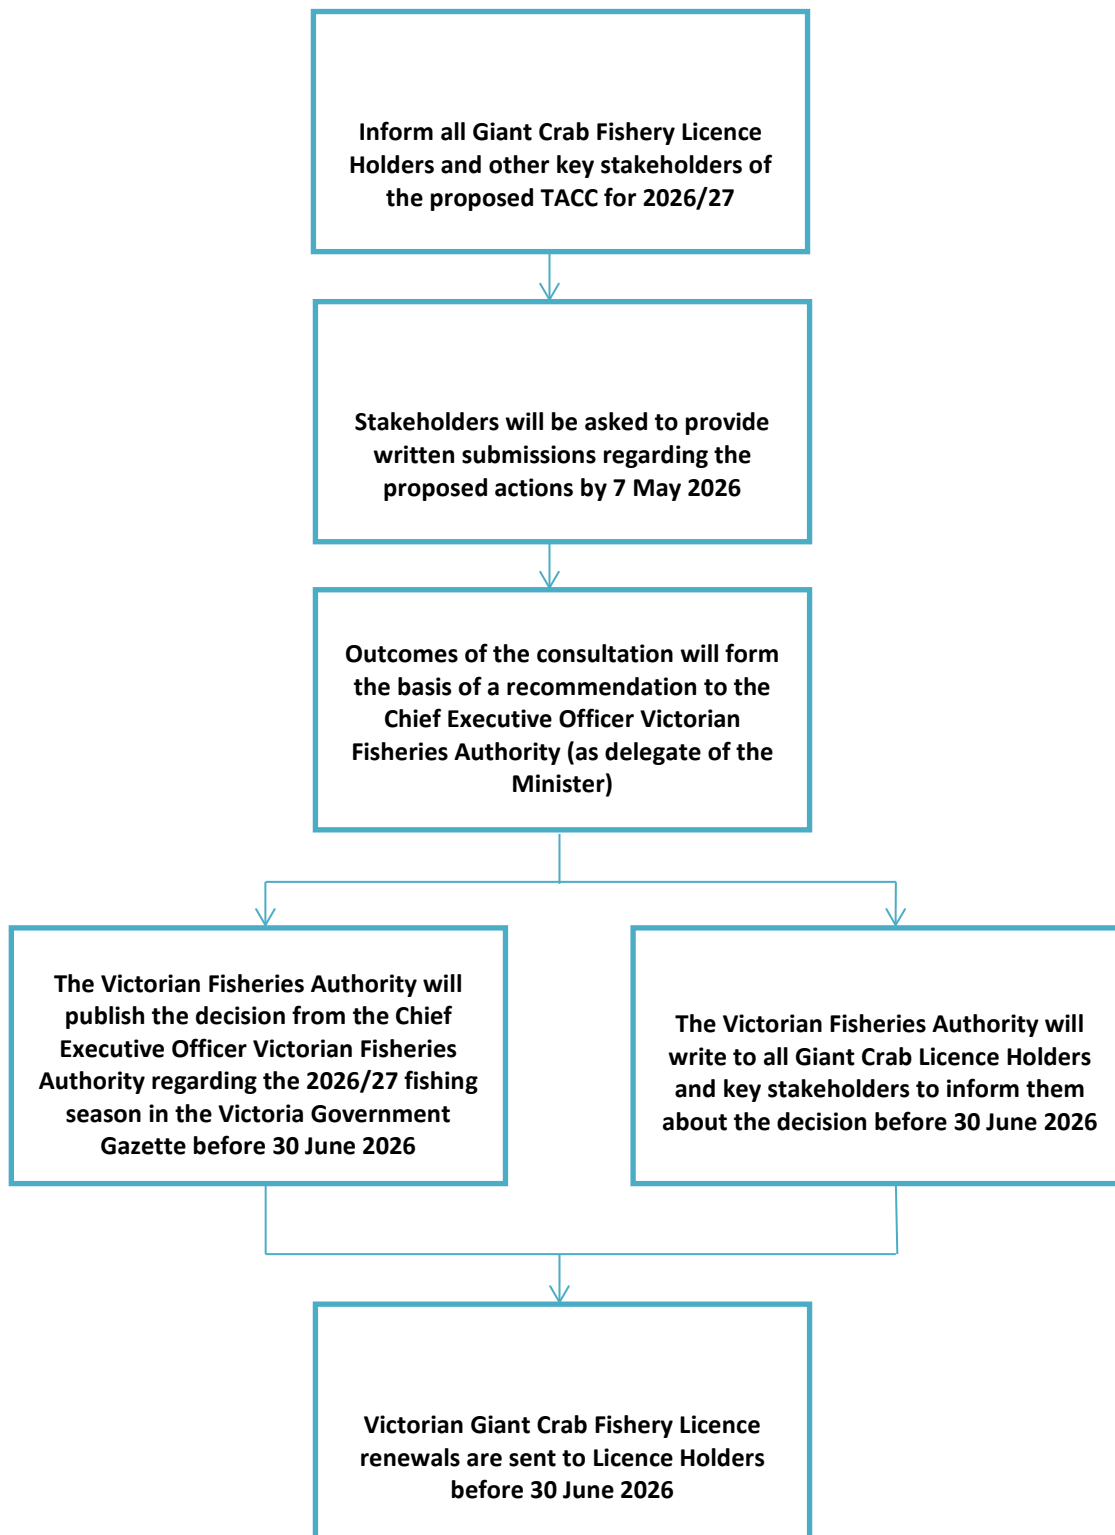 Inform all Giant Crab Fishery Licence
Holders and other key stakeholders of
the proposed TACC for 2026/27
Stakeholders will be asked to provide
written submissions regarding the
proposed actions by 7 May 2026
Outcomes of the consultation will form
the basis of a recommendation to the
Chief Executive Officer Victorian
Fisheries Authority (as delegate of the
Minister)
The Victorian Fisheries Authority will
publish the decision from the Chief
Executive Officer Victorian Fisheries
Authority regarding the 2026/27 fishing
season in the Victoria Government
Gazette before 30 June 2026
The Victorian Fisheries Authority will
write to all Giant Crab Licence Holders
and key stakeholders to inform them
about the decision before 30 June 2026
Victorian Giant Crab Fishery Licence
renewals are sent to Licence Holders
before 30 June 2026